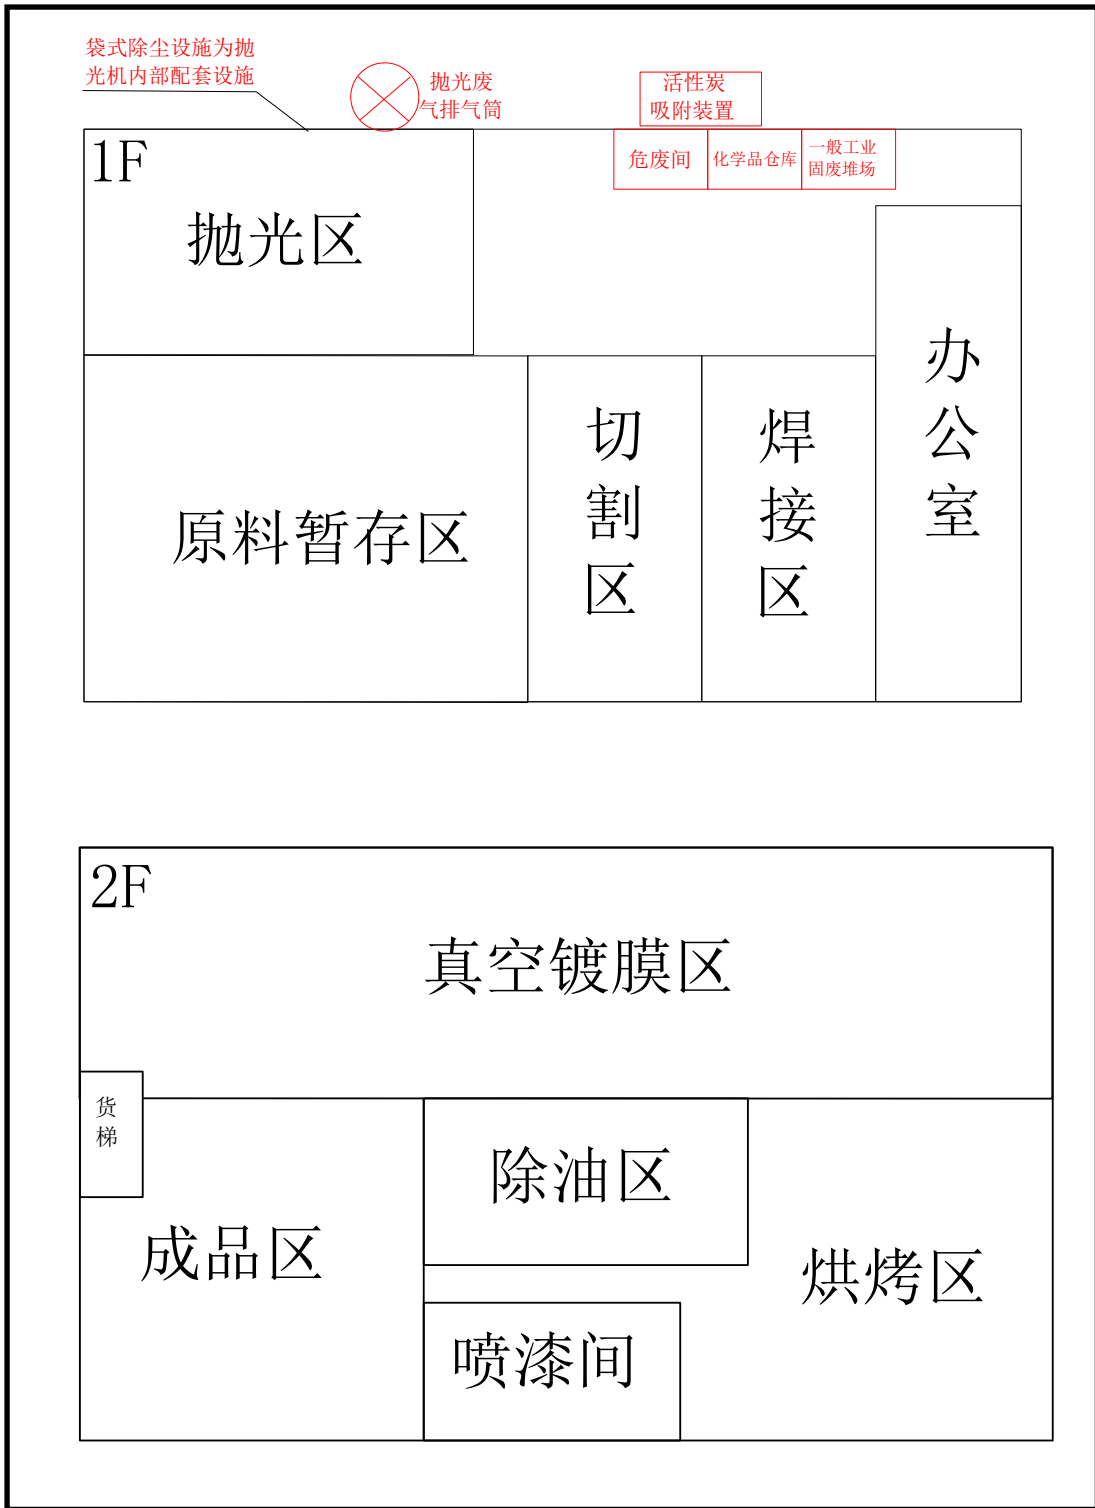 袋式除尘设施为抛
光机内部配套设施
抛光废
气排气筒
活性炭
吸附装置
1F
危废间
化学品仓库
一般工业
固废堆场
抛光区
原料暂存区
切
割
区
焊
接
区
办
公
室
2F
真空镀膜区
货
梯
除油区
成品区
烘烤区
喷漆间